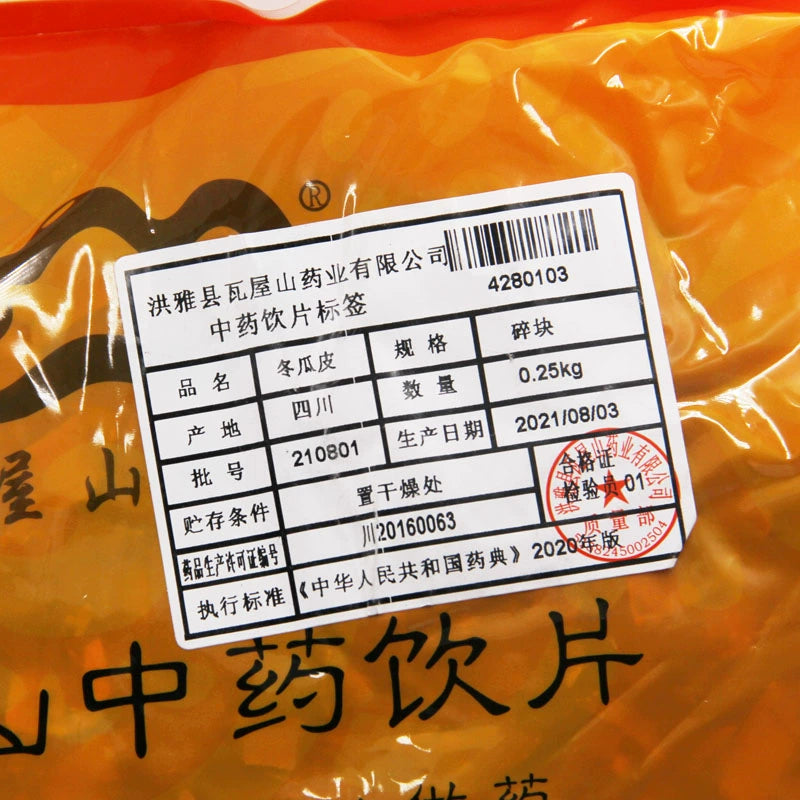 ®
洪雅县瓦屋山药业有限公司
4280103
中药饮片标签
品名 冬瓜皮 规格 碎块
产地 四川 数量 0.25kg
批号 210801 生产日期 2021/08/03
贮存条件 置干燥处 合格证
检验员01
药品生产许可证编号 川20160063
执行标准 《中华人民共和国药典》2020年版
质量部
屋山
山中药饮片